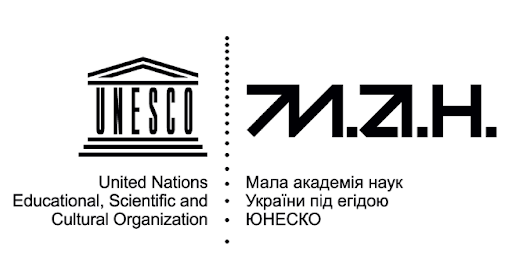 UNESCO
United Nations
Educational, Scientific and
Cultural Organization
М.А.Н.
Мала академія наук
України під егідою
ЮНЕСКО